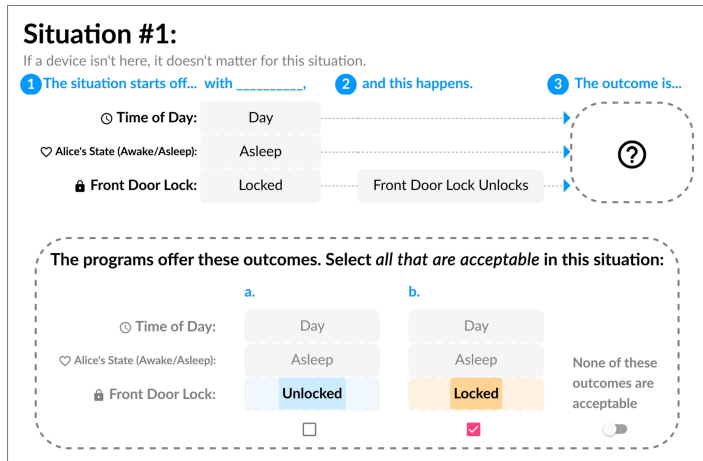 Situation #1:
If a device isn't here, it doesn't matter for this situation.
1 The situation starts off... with __________, 2 and this happens. 3 The outcome is...
Time of Day: Day
Alice's State (Awake/Asleep): Asleep
Front Door Lock: Locked Front Door Lock Unlocks
?
The programs offer these outcomes. Select all that are acceptable in this situation:
a. b.
Time of Day: Day Day
Alice's State (Awake/Asleep): Asleep Asleep
Front Door Lock: Unlocked Locked
None of these
outcomes are
acceptable